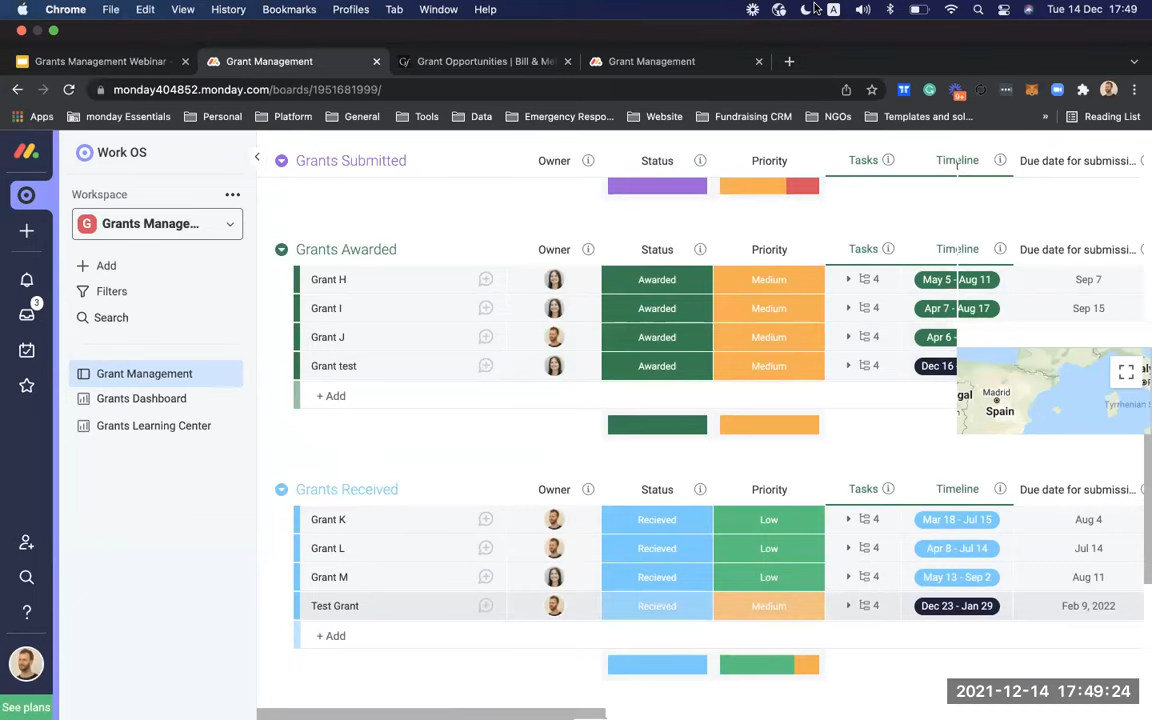 Chrome File Edit View History Bookmarks Profiles Tab Window Help A Tue 14 Dec 17:49
Grants Management Webinar Grant Management Grant Opportunities | Bill & Me Grant Management
monday404852.monday.com/boards/1951681999/
Apps monday Essentials Personal Platform General Tools Data Emergency Respo... Website Fundraising CRM NGOs Templates and sol... » Reading List
Work OS
Workspace
G Grants Manage...
Add
Filters
Search
3
Grant Management
Grants Dashboard
Grants Learning Center
See plans
Grants Submitted Owner Status Priority Tasks Timeline Due date for submissi...
Grants Awarded Owner Status Priority Tasks Timeline Due date for submissi...
Grant H Awarded Medium 4 May 5 - Aug 11 Sep 7
Grant I Awarded Medium 4 Apr 7 - Aug 17 Sep 15
Grant J Awarded Medium 4 Apr 6 -
Grant test Awarded Medium 4 Dec 16
+ Add
Madrid
Spain
Tyrrhenian
Grants Received Owner Status Priority Tasks Timeline Due date for submissi...
Grant K Recieved Low 4 Mar 18 - Jul 15 Aug 4
Grant L Recieved Low 4 Apr 8 - Jul 14 Jul 14
Grant M Recieved Low 4 May 13 - Sep 2 Aug 11
Test Grant Recieved Medium 4 Dec 23 - Jan 29 Feb 9, 2022
+ Add
2021-12-14 17:49:24